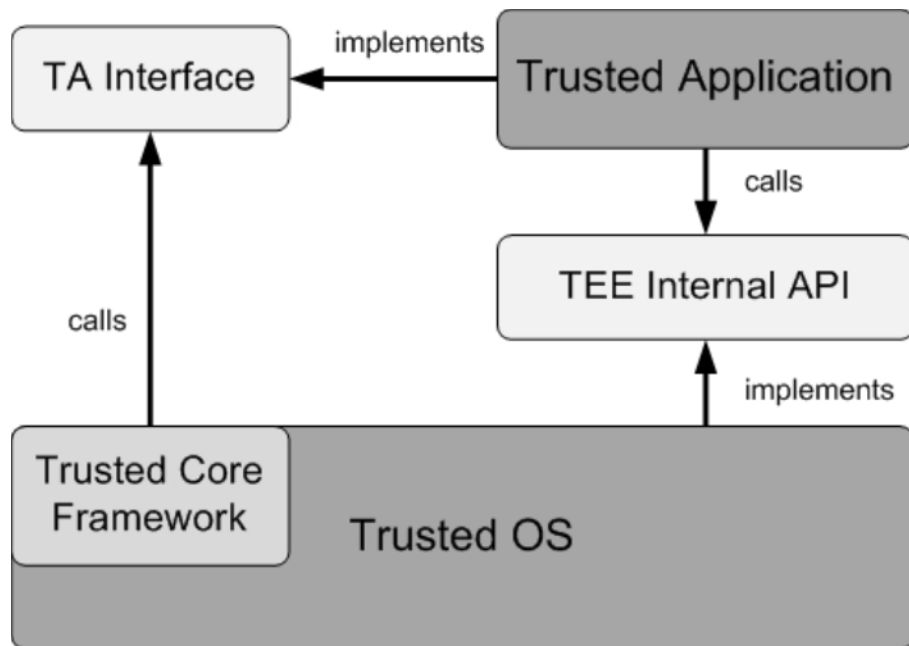 implements
TA Interface
Trusted Application
calls
TEE Internal API
calls
implements
Trusted Core
Framework
Trusted OS